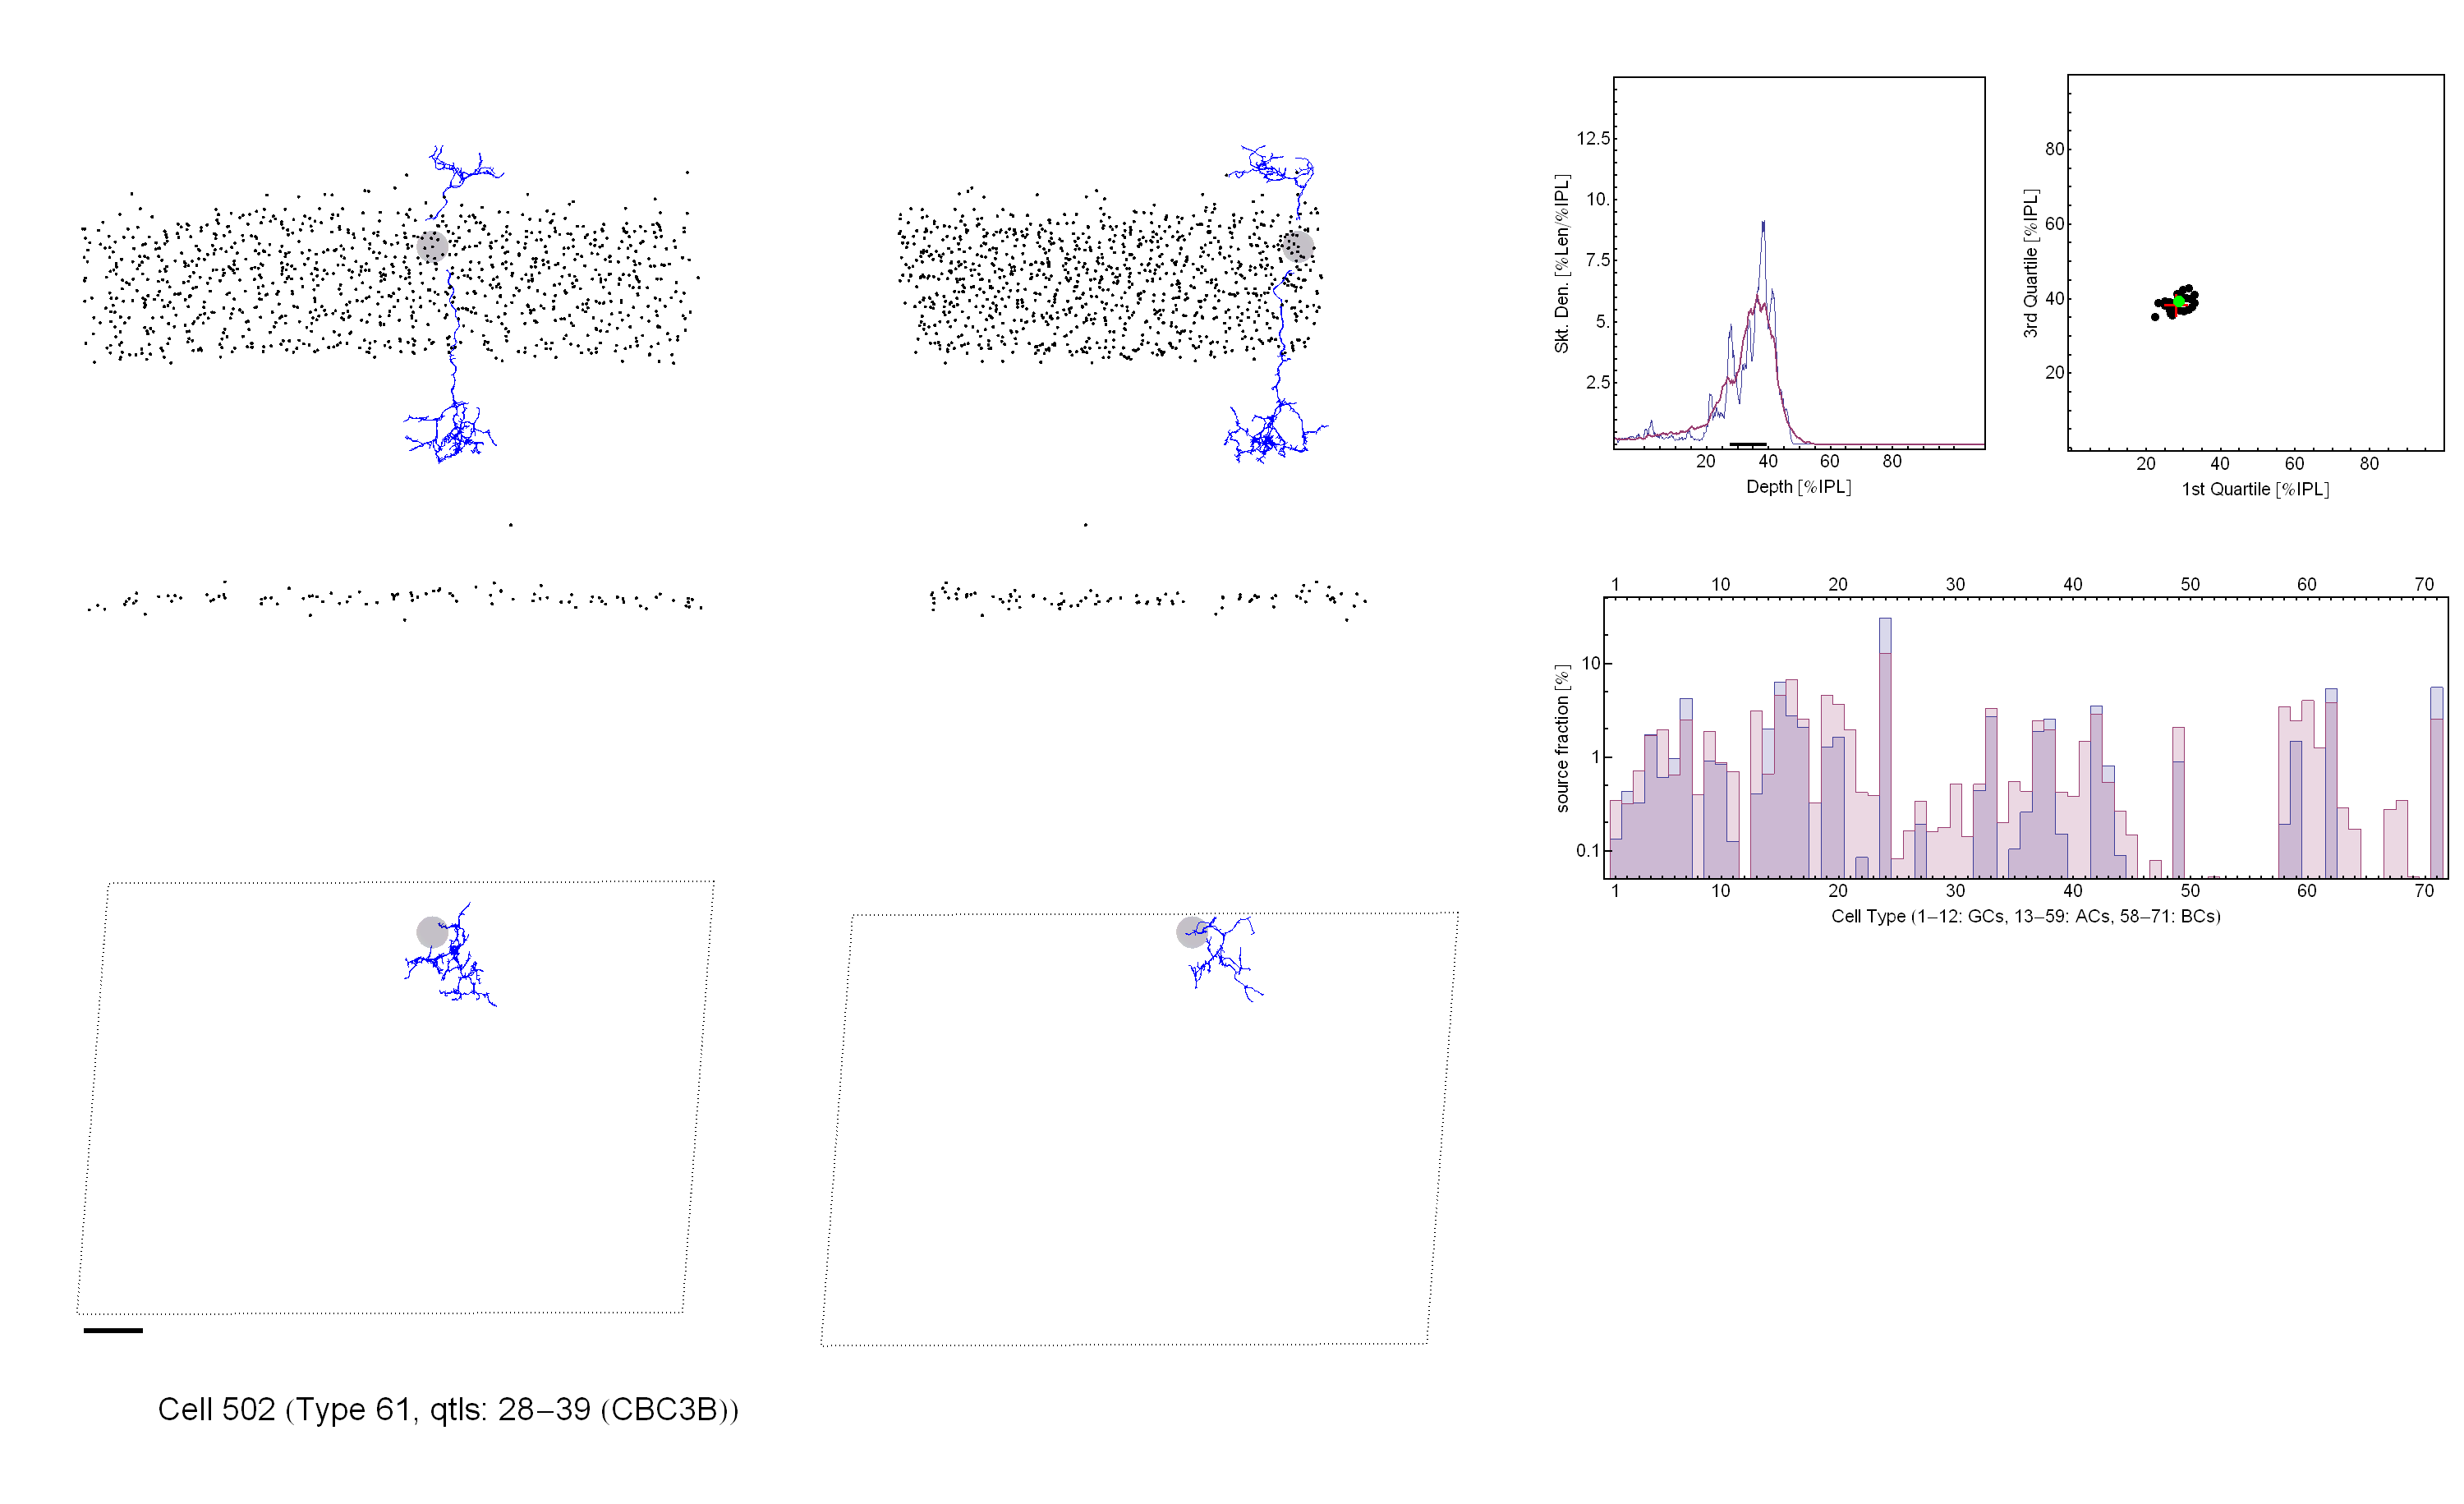 12.5
10.
7.5
5.
2.5
Skt. Den. [%Len/%IPL]
20 40 60 80
Depth [%IPL]
80
60
40
20
3rd Quartile [%IPL]
20 40 60 80
1st Quartile [%IPL]
1 10 20 30 40 50 60 70
10
1
0.1
source fraction [%]
1 10 20 30 40 50 60 70
Cell Type (1–12: GCs, 13–59: ACs, 58–71: BCs)
Cell 502 (Type 61, qtls: 28–39 (CBC3B))